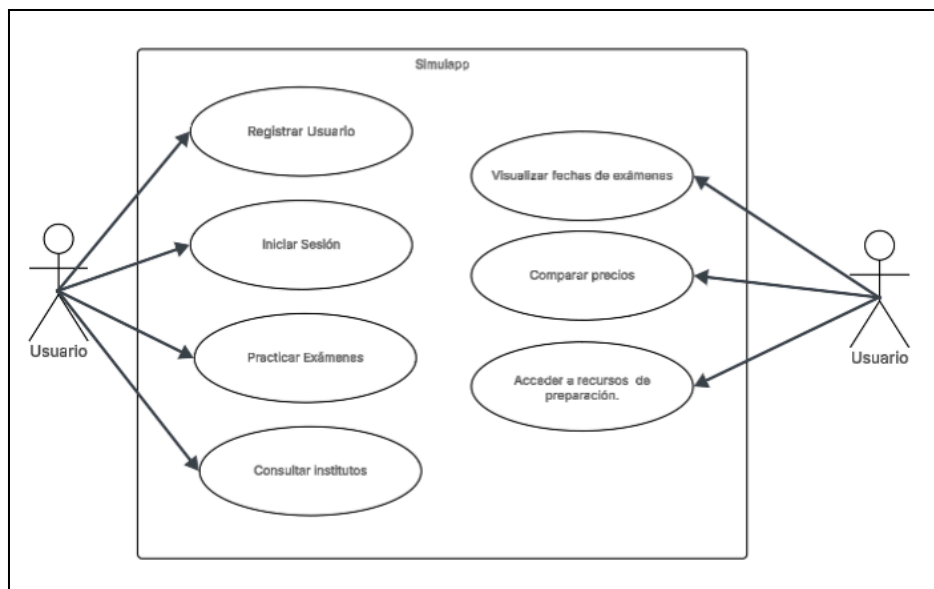 Simulapp
Registrar Usuario
Iniciar Sesión
Practicar Exámenes
Consultar institutos
Usuario
Visualizar fechas de exámenes
Comparar precios
Acceder a recursos de
preparación.
Usuario